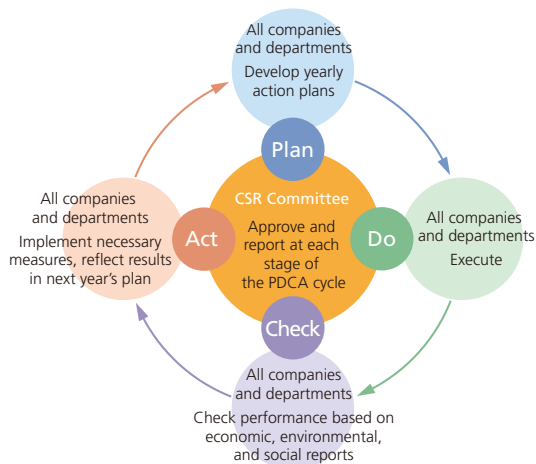 All companies
and departments
Develop yearly
action plans
Plan
CSR Committee
Approve and
report at each
stage of
the PDCA cycle
Act
Do
Check
All companies
and departments
Implement necessary
measures, reflect results
in next year’s plan
All companies
and departments
Execute
All companies
and departments
Check performance based on
economic, environmental,
and social reports